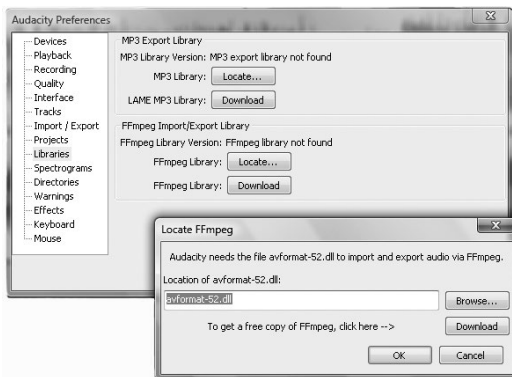 Audacity Preferences
Devices
Playback
Recording
Quality
Interface
Tracks
Import / Export
Projects
Libraries
Spectrograms
Directories
Warnings
Effects
Keyboard
Mouse
MP3 Export Library
MP3 Library Version: MP3 export library not found
MP3 Library: Locate...
LAME MP3 Library: Download
FFmpeg Import/Export Library
FFmpeg Library Version: FFmpeg library not found
FFmpeg Library: Locate...
FFmpeg Library: Download
Locate FFmpeg
Audacity needs the file avformat-52.dll to import and export audio via FFmpeg.
Location of avformat-52.dll:
avformat-52.dll Browse...
To get a free copy of FFmpeg, click here --> Download
OK Cancel